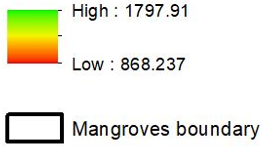 High : 1797.91
Low : 868.237
Mangroves boundary